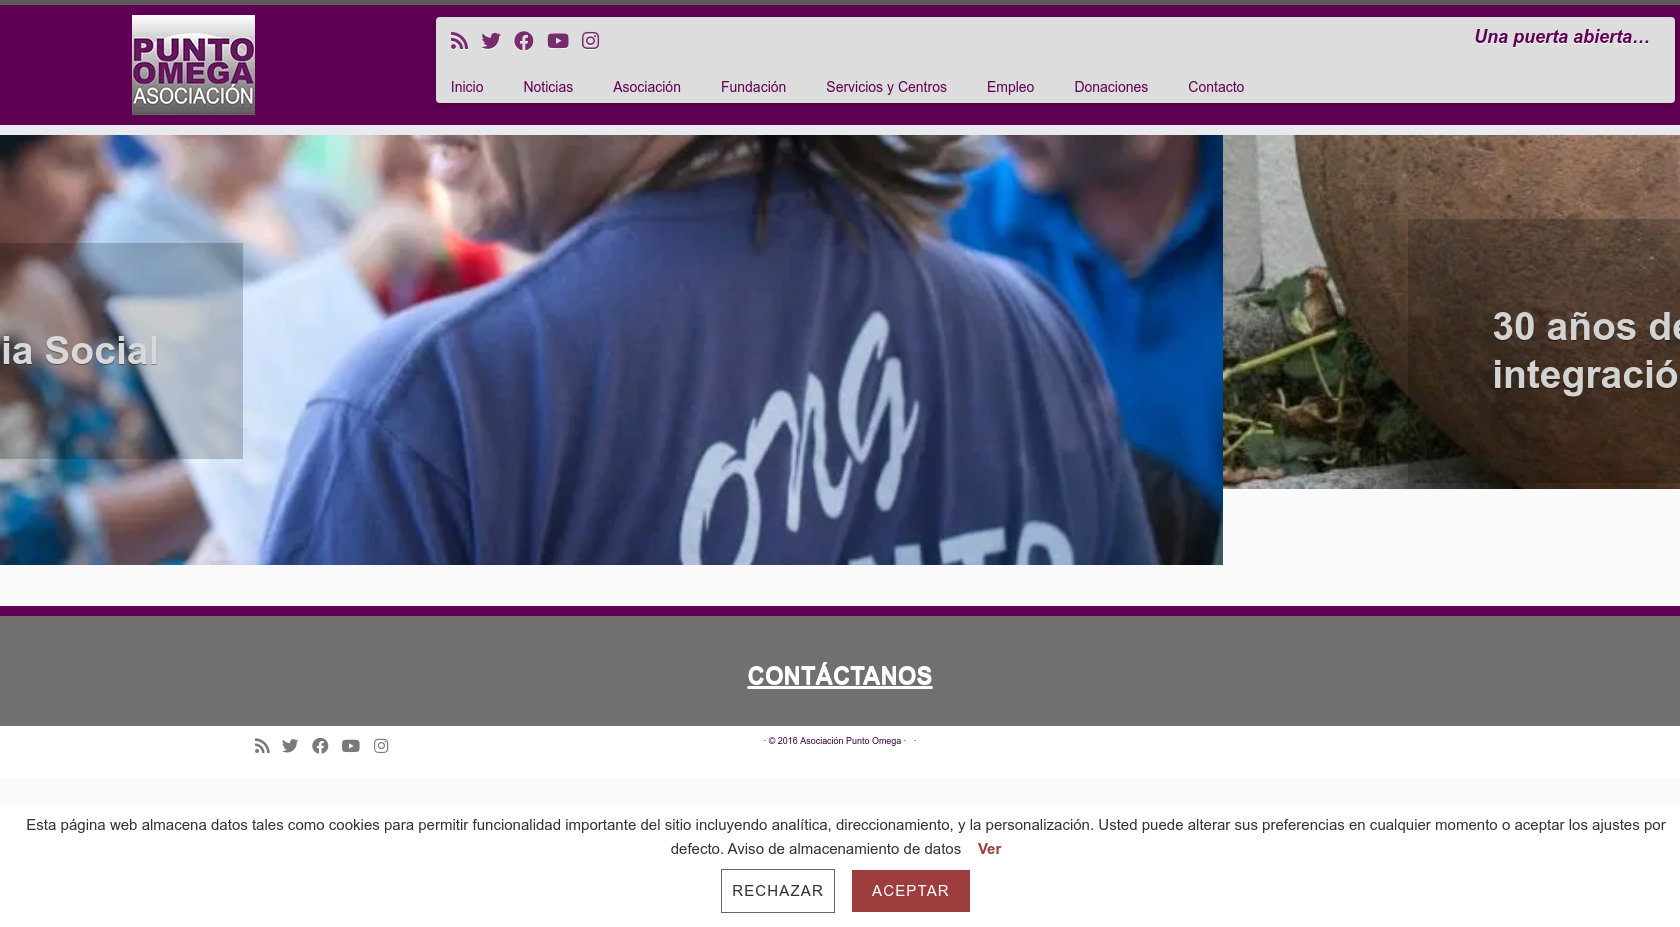 PUNTO
OMEGA
ASOCIACIÓN
Una puerta abierta...
Inicio Noticias Asociación Fundación Servicios y Centros Empleo Donaciones Contacto
ia Social
ong
30 años de
integració
CONTÁCTANOS
· © 2016 Asociación Punto Omega · ·
Esta página web almacena datos tales como cookies para permitir funcionalidad importante del sitio incluyendo analítica, direccionamiento, y la personalización. Usted puede alterar sus preferencias en cualquier momento o aceptar los ajustes por
defecto. Aviso de almacenamiento de datos Ver
RECHAZAR ACEPTAR